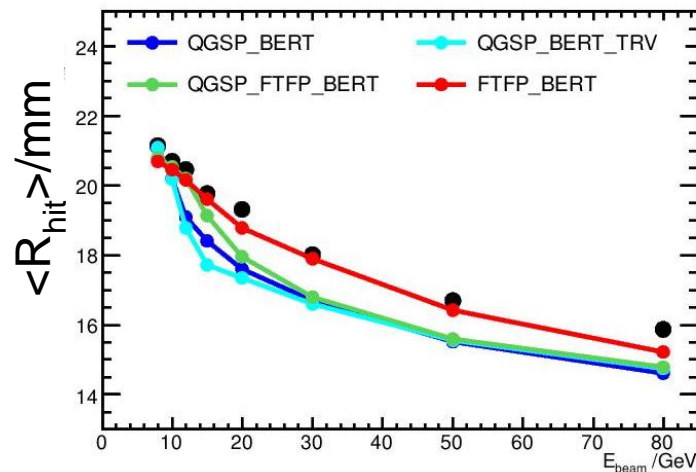 24
22
20
18
16
14
<R_hit>/mm
QGSP_BERT
QGSP_BERT_TRV
QGSP_FTFP_BERT
FTFP_BERT
0 10 20 30 40 50 60 70 80
E_beam /GeV